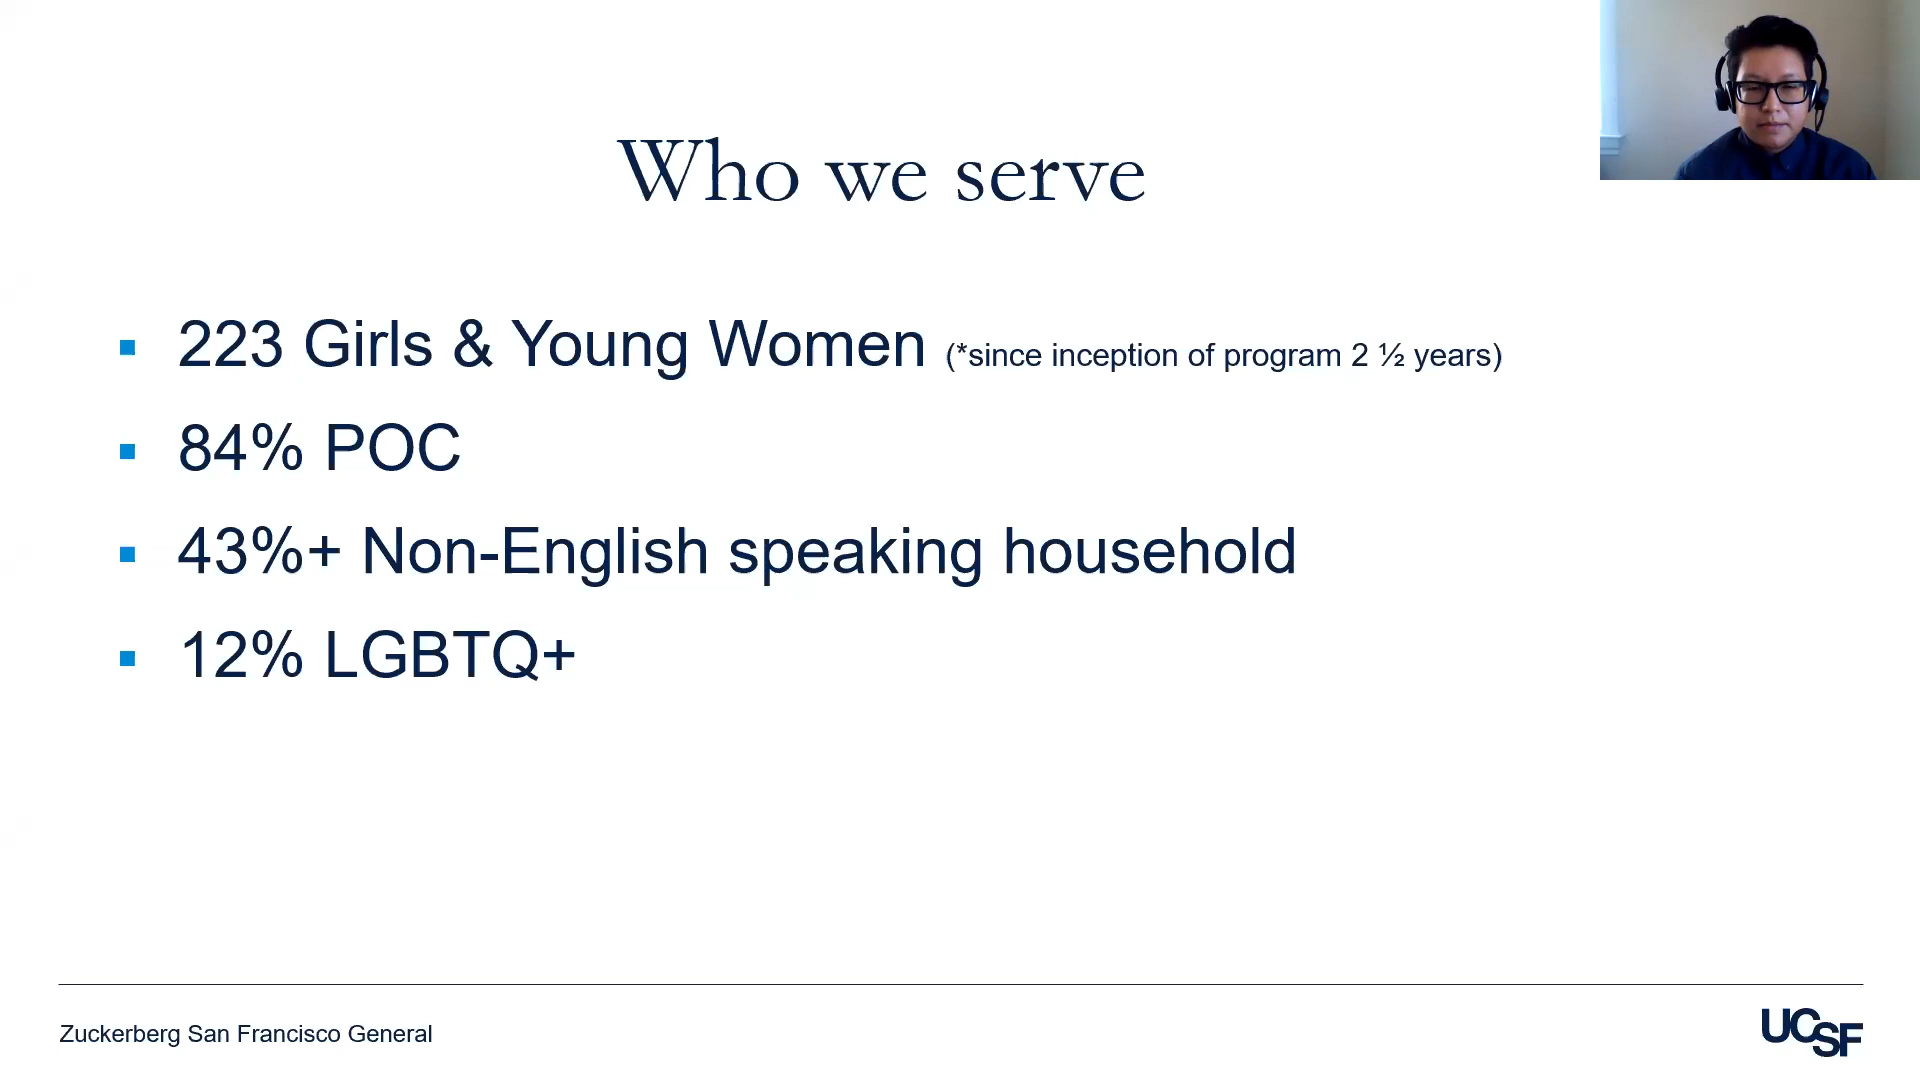 Who we serve
223 Girls & Young Women (*since inception of program 2 ½ years)
84% POC
43%+ Non-English speaking household
12% LGBTQ+
Zuckerberg San Francisco General
UCSF